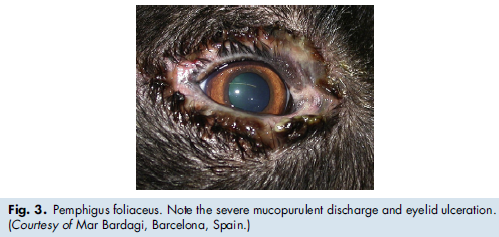 Fig. 3. Pemphigus foliaceus. Note the severe mucopurulent discharge and eyelid ulceration.
(Courtesy of Mar Bardagi, Barcelona, Spain.)